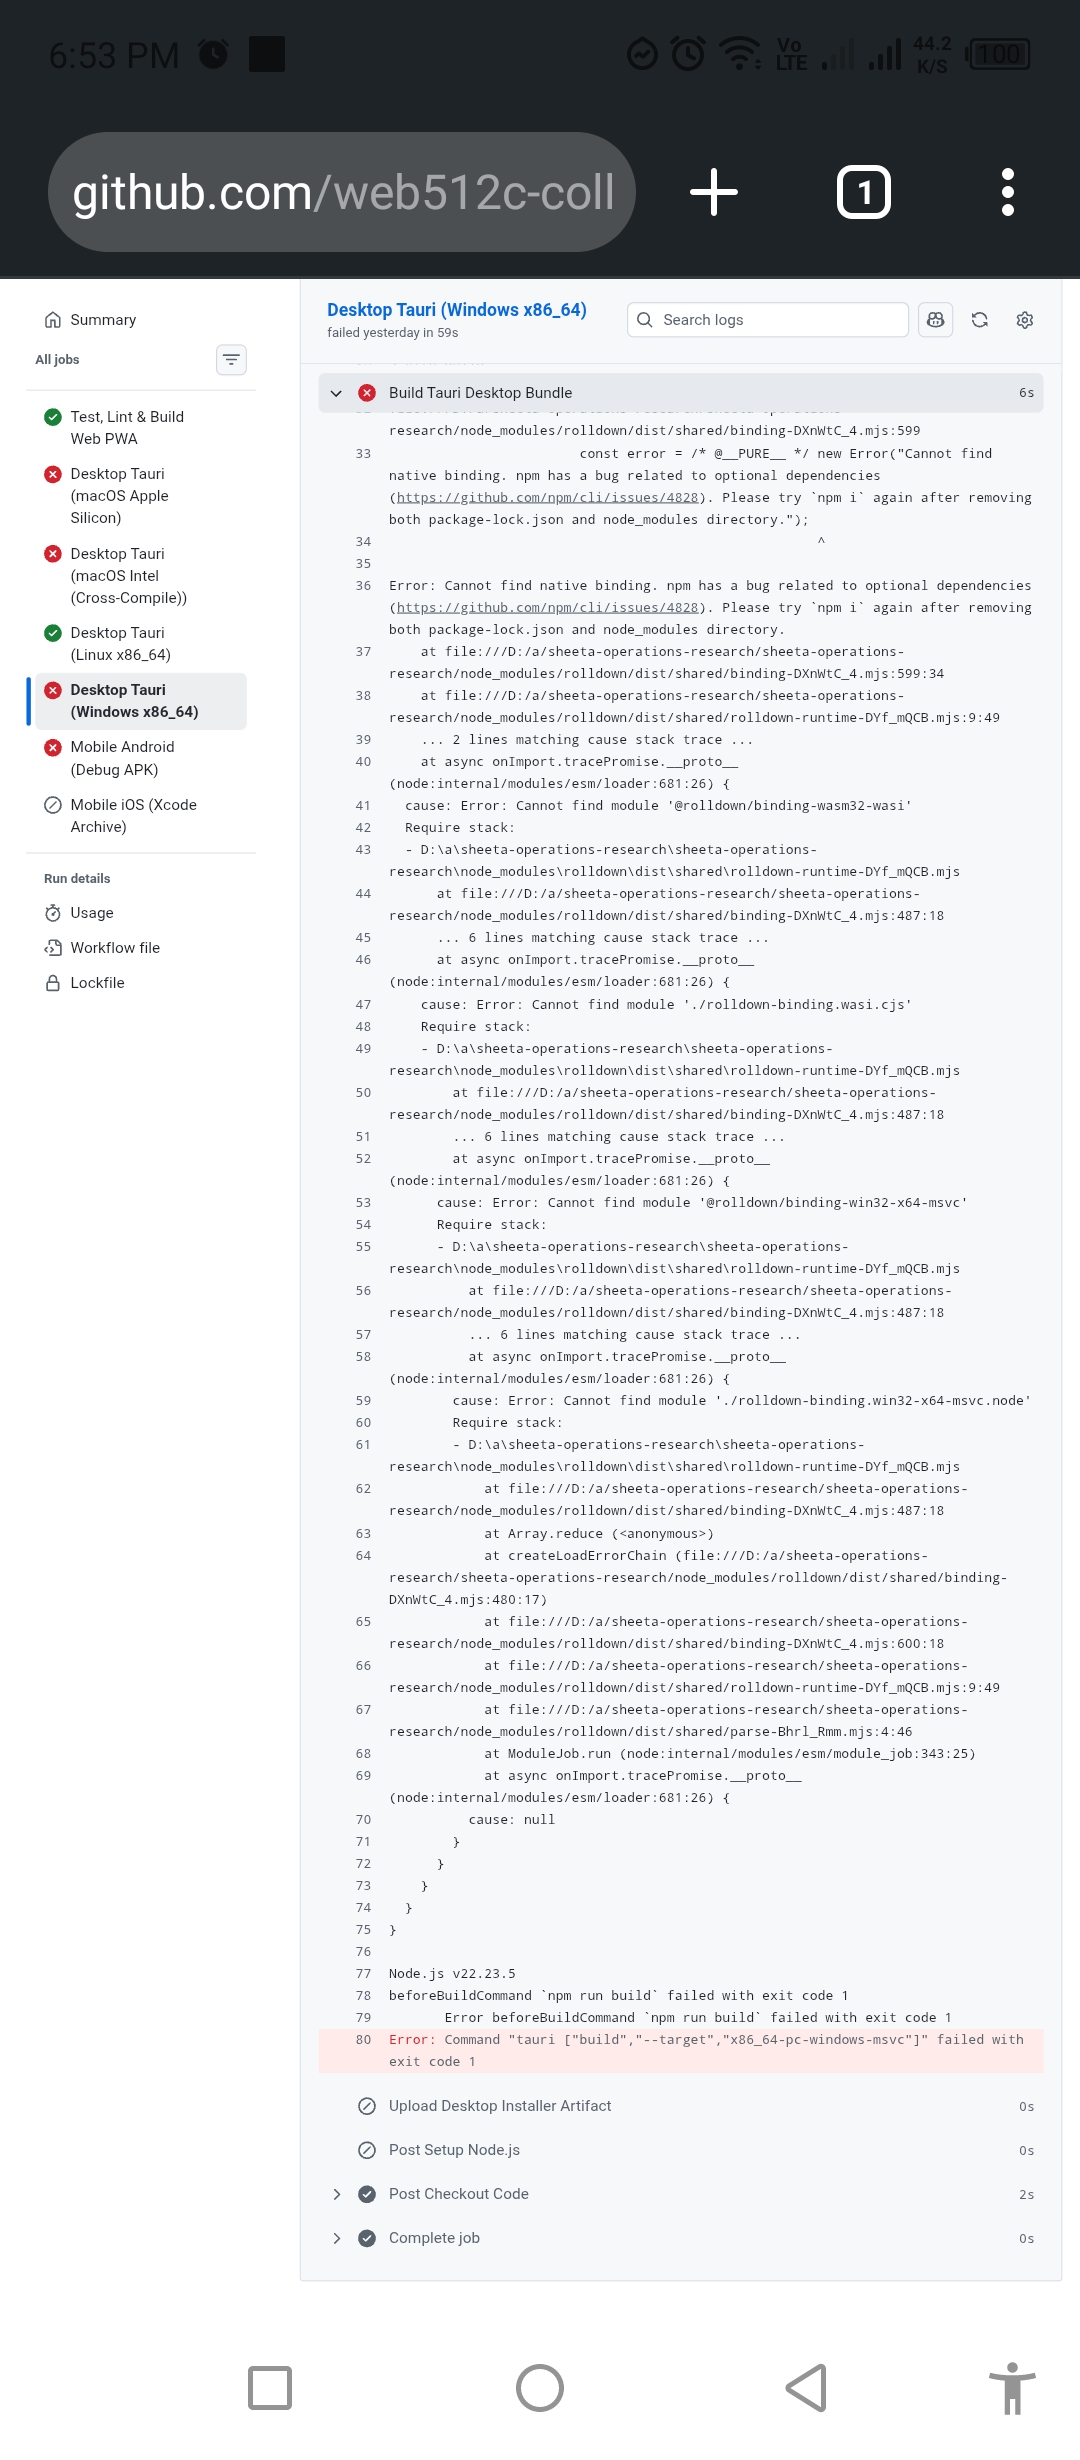 6:53 PM
Vo
LTE
44.2
K/S
100
github.com/web512c-coll
1
Summary
All jobs
Test, Lint & Build
Web PWA
Desktop Tauri
(macOS Apple
Silicon)
Desktop Tauri
(macOS Intel
(Cross-Compile))
Desktop Tauri
(Linux x86_64)
Desktop Tauri
(Windows x86_64)
Mobile Android
(Debug APK)
Mobile iOS (Xcode
Archive)
Run details
Usage
Workflow file
Lockfile
Desktop Tauri (Windows x86_64)
failed yesterday in 59s
Search logs
Build Tauri Desktop Bundle 6s
research/node_modules/rolldown/dist/shared/binding-DXnWtC_4.mjs:599
33 const error = /* @__PURE__ */ new Error("Cannot find
native binding. npm has a bug related to optional dependencies
(https://github.com/npm/cli/issues/4828). Please try `npm i` again after removing
both package-lock.json and node_modules directory.");
34 ^
35
36 Error: Cannot find native binding. npm has a bug related to optional dependencies
(https://github.com/npm/cli/issues/4828). Please try `npm i` again after removing
both package-lock.json and node_modules directory.
37 at file:///D:/a/sheeta-operations-research/sheeta-operations-
research/node_modules/rolldown/dist/shared/binding-DXnWtC_4.mjs:599:34
38 at file:///D:/a/sheeta-operations-research/sheeta-operations-
research/node_modules/rolldown/dist/shared/rolldown-runtime-DYf_mQCB.mjs:9:49
39 ... 2 lines matching cause stack trace ...
40 at async onImport.tracePromise.__proto__
(node:internal/modules/esm/loader:681:26) {
41 cause: Error: Cannot find module '@rolldown/binding-wasm32-wasi'
42 Require stack:
43 - D:\a\sheeta-operations-research\sheeta-operations-
research\node_modules\rolldown\dist\shared\rolldown-runtime-DYf_mQCB.mjs
44 at file:///D:/a/sheeta-operations-research/sheeta-operations-
research/node_modules/rolldown/dist/shared/binding-DXnWtC_4.mjs:487:18
45 ... 6 lines matching cause stack trace ...
46 at async onImport.tracePromise.__proto__
(node:internal/modules/esm/loader:681:26) {
47 cause: Error: Cannot find module './rolldown-binding.wasi.cjs'
48 Require stack:
49 - D:\a\sheeta-operations-research\sheeta-operations-
research\node_modules\rolldown\dist\shared\rolldown-runtime-DYf_mQCB.mjs
50 at file:///D:/a/sheeta-operations-research/sheeta-operations-
research/node_modules/rolldown/dist/shared/binding-DXnWtC_4.mjs:487:18
51 ... 6 lines matching cause stack trace ...
52 at async onImport.tracePromise.__proto__
(node:internal/modules/esm/loader:681:26) {
53 cause: Error: Cannot find module '@rolldown/binding-win32-x64-msvc'
54 Require stack:
55 - D:\a\sheeta-operations-research\sheeta-operations-
research\node_modules\rolldown\dist\shared\rolldown-runtime-DYf_mQCB.mjs
56 at file:///D:/a/sheeta-operations-research/sheeta-operations-
research/node_modules/rolldown/dist/shared/binding-DXnWtC_4.mjs:487:18
57 ... 6 lines matching cause stack trace ...
58 at async onImport.tracePromise.__proto__
(node:internal/modules/esm/loader:681:26) {
59 cause: Error: Cannot find module './rolldown-binding.win32-x64-msvc.node'
60 Require stack:
61 - D:\a\sheeta-operations-research\sheeta-operations-
research\node_modules\rolldown\dist\shared\rolldown-runtime-DYf_mQCB.mjs
62 at file:///D:/a/sheeta-operations-research/sheeta-operations-
research/node_modules/rolldown/dist/shared/binding-DXnWtC_4.mjs:487:18
63 at Array.reduce (<anonymous>)
64 at createLoadErrorChain (file:///D:/a/sheeta-operations-
research/sheeta-operations-research/node_modules/rolldown/dist/shared/binding-
DXnWtC_4.mjs:480:17)
65 at file:///D:/a/sheeta-operations-research/sheeta-operations-
research/node_modules/rolldown/dist/shared/binding-DXnWtC_4.mjs:600:18
66 at file:///D:/a/sheeta-operations-research/sheeta-operations-
research/node_modules/rolldown/dist/shared/rolldown-runtime-DYf_mQCB.mjs:9:49
67 at file:///D:/a/sheeta-operations-research/sheeta-operations-
research/node_modules/rolldown/dist/shared/parse-Bhrl_Rmm.mjs:4:46
68 at ModuleJob.run (node:internal/modules/esm/module_job:343:25)
69 at async onImport.tracePromise.__proto__
(node:internal/modules/esm/loader:681:26) {
70 cause: null
71 }
72 }
73 }
74 }
75 }
76
77 Node.js v22.23.5
78 beforeBuildCommand `npm run build` failed with exit code 1
79 Error beforeBuildCommand `npm run build` failed with exit code 1
80 Error: Command "tauri ["build","--target","x86_64-pc-windows-msvc"]" failed with
exit code 1
Upload Desktop Installer Artifact 0s
Post Setup Node.js 0s
Post Checkout Code 2s
Complete job 0s